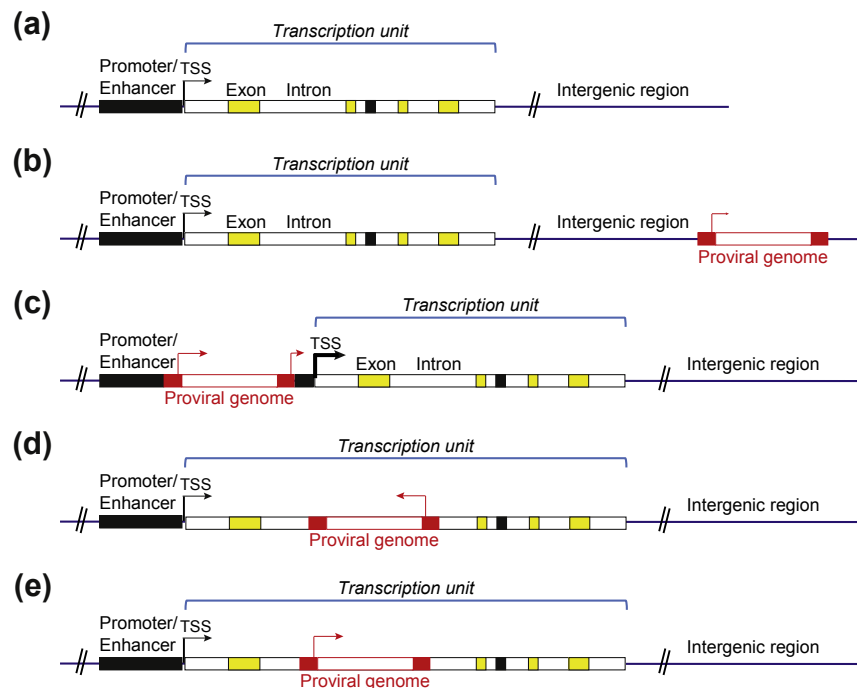 (a)
Transcription unit
Promoter/
Enhancer
TSS
Exon
Intron
Intergenic region
(b)
Transcription unit
Promoter/
Enhancer
TSS
Exon
Intron
Intergenic region
Proviral genome
(c)
Transcription unit
Promoter/
Enhancer
TSS
Exon
Intron
Intergenic region
Proviral genome
(d)
Transcription unit
Promoter/
Enhancer
TSS
Intergenic region
Proviral genome
(e)
Transcription unit
Promoter/
Enhancer
TSS
Intergenic region
Proviral genome